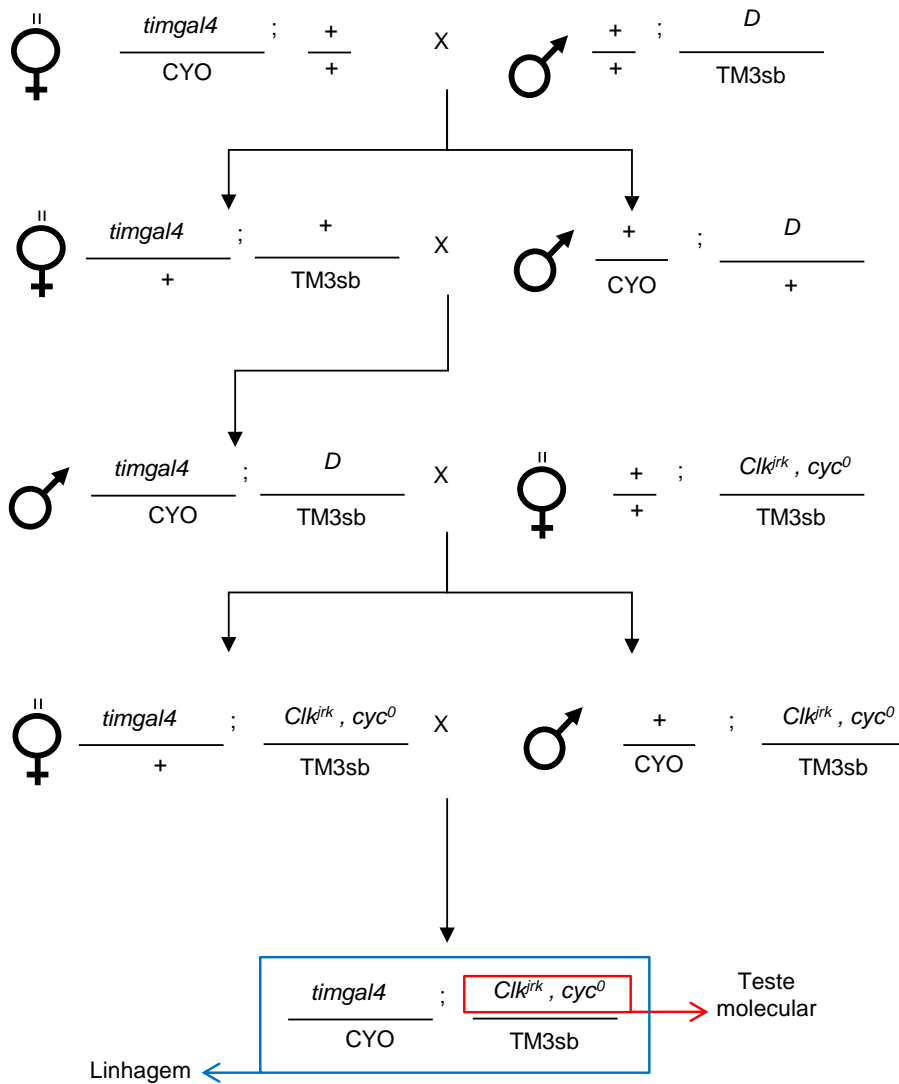 timgal4 ; + X + ; D
CYO + + TM3sb
timgal4 ; + X + ; D
+ TM3sb CYO +
timgal4 ; D X + ; Clkʲʳᵏ , cyc⁰
CYO TM3sb + TM3sb
timgal4 ; Clkʲʳᵏ , cyc⁰ X + ; Clkʲʳᵏ , cyc⁰
+ TM3sb CYO TM3sb
timgal4 ; Clkʲʳᵏ , cyc⁰
CYO TM3sb
Teste
molecular
Linhagem